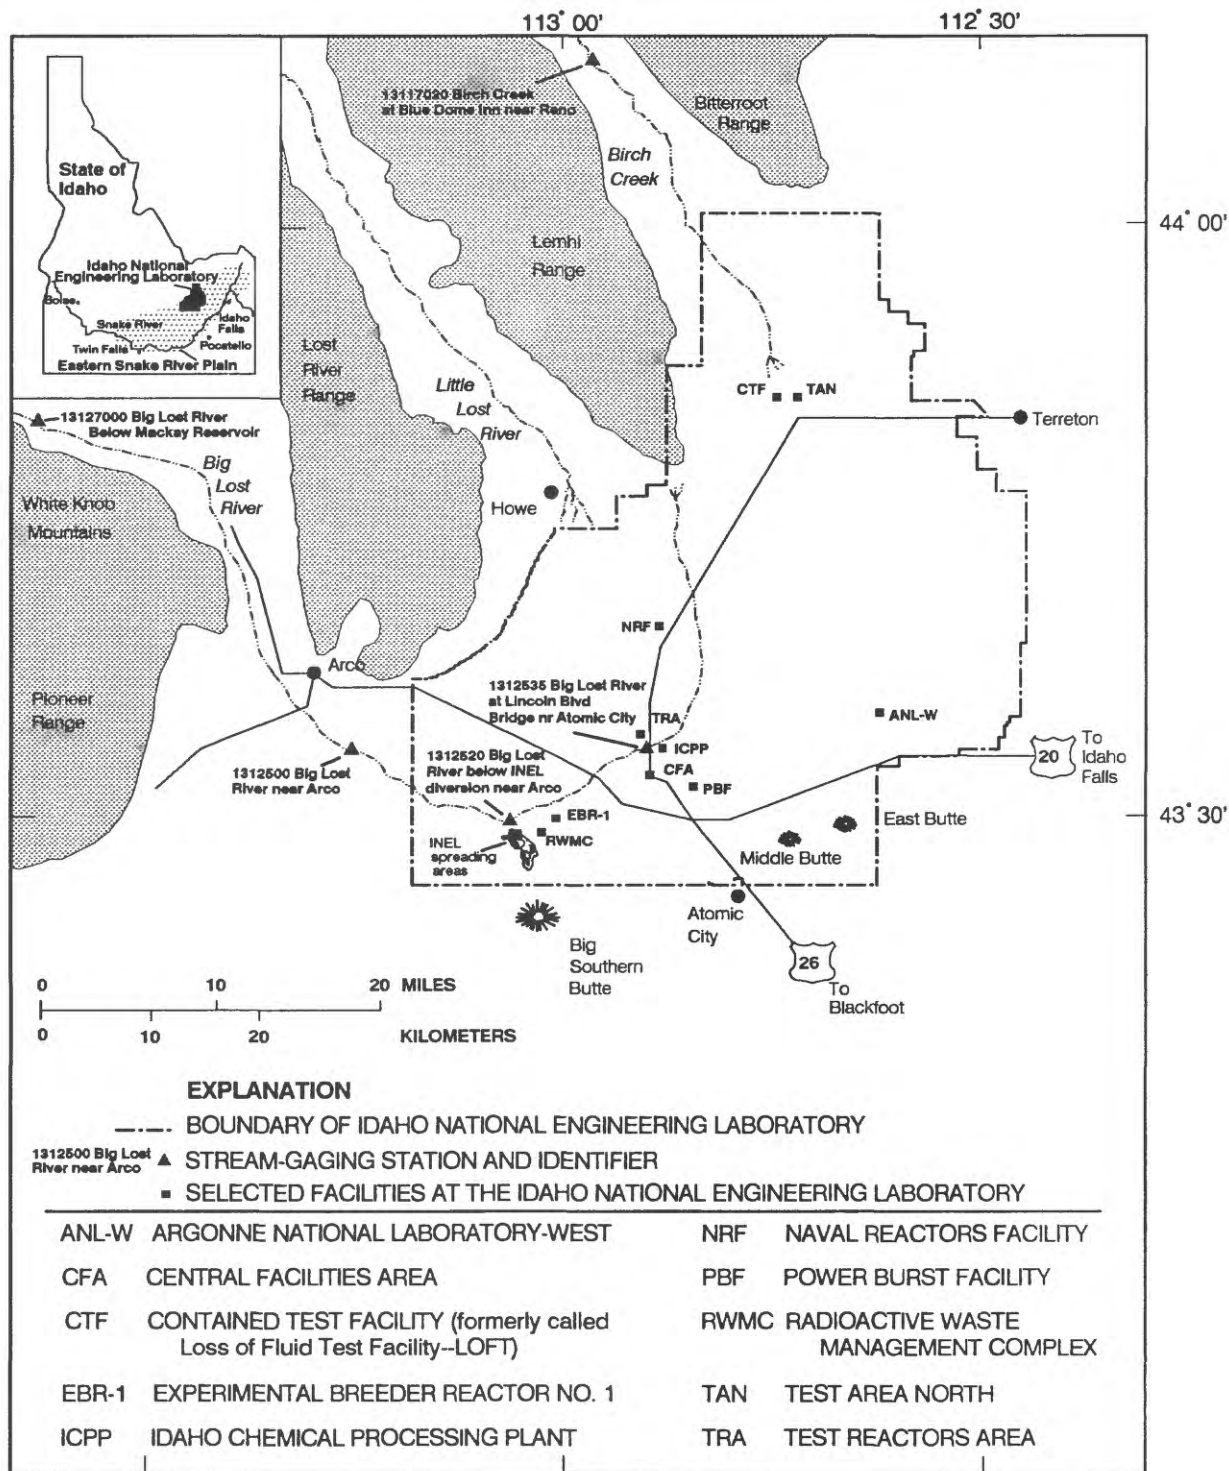 113° 00'
112° 30'
13117020 Birch Creek
at Blue Dome Inn near Reno
Bitterroot
Range
Birch
Creek
State of
Idaho
Idaho National
Engineering Laboratory
Boise
Snake River
Idaho
Falls
Twin Falls
Pocatello
Eastern Snake River Plain
44° 00'
Lemhi
Range
Lost
River
Range
Little
Lost
River
CTF
TAN
Terreton
13127000 Big Lost River
Below Mackay Reservoir
Big
Lost
River
White Knob
Mountains
Howe
NRF
Arco
Pioneer
Range
1312535 Big Lost River
at Lincoln Blvd
Bridge nr Atomic City
TRA
ICPP
CFA
PBF
ANL-W
20
To
Idaho
Falls
1312500 Big Lost
River near Arco
1312520 Big Lost
River below INEL
diversion near Arco
EBR-1
RWMC
INEL
spreading
areas
43° 30'
East Butte
Middle Butte
Atomic
City
Big
Southern
Butte
26
To
Blackfoot
0 10 20 MILES
0 10 20 KILOMETERS
EXPLANATION
BOUNDARY OF IDAHO NATIONAL ENGINEERING LABORATORY
1312500 Big Lost
River near Arco
STREAM-GAGING STATION AND IDENTIFIER
SELECTED FACILITIES AT THE IDAHO NATIONAL ENGINEERING LABORATORY
ANL-W ARGONNE NATIONAL LABORATORY-WEST
CFA CENTRAL FACILITIES AREA
CTF CONTAINED TEST FACILITY (formerly called
Loss of Fluid Test Facility--LOFT)
EBR-1 EXPERIMENTAL BREEDER REACTOR NO. 1
ICPP IDAHO CHEMICAL PROCESSING PLANT
NRF NAVAL REACTORS FACILITY
PBF POWER BURST FACILITY
RWMC RADIOACTIVE WASTE
MANAGEMENT COMPLEX
TAN TEST AREA NORTH
TRA TEST REACTORS AREA